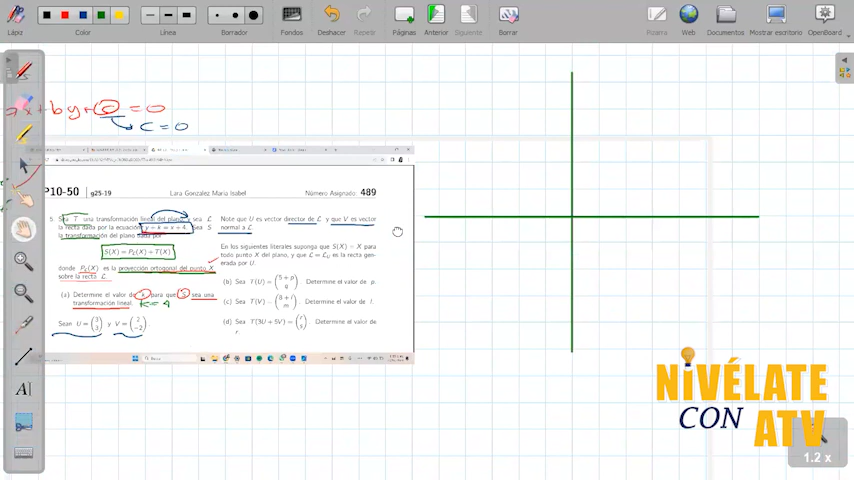 Lápiz
Color
Línea
Borrador
Fondos
Deshacer
Repetir
Páginas
Anterior
Siguiente
Borrar
Pizarra
Web
Documentos
Mostrar escritorio
OpenBoard
x + by + = 0
c = 0
P10-50
g25-19
Lara Gonzalez Maria Isabel
Número Asignado: 489
5. Sea T una transformación lineal del plano y sea L
la recta dada por la ecuación y + k = x + 4. Sea S
la transformación del plano dada por
S(X) = P_L(X) + T(X)
donde P_L(X) es la proyección ortogonal del punto X
sobre la recta L.
(a) Determine el valor de k para que S sea una
transformación lineal.
k = 4
Sean U = (3 3) y V = (2 −2).
Note que U es vector director de L y que V es vector
normal a L
En los siguientes literales suponga que S(X) = X para
todo punto X del plano, y que L = L_U es la recta gene-
rada por U.
(b) Sea T(U) = (5 + p q) Determine el valor de p.
(c) Sea T(V) = (8 + l m) Determine el valor de l.
(d) Sea T(3U + 5V) = (r s) Determine el valor de
r.
NiVÉLATE
CON
ATV
1.2 x